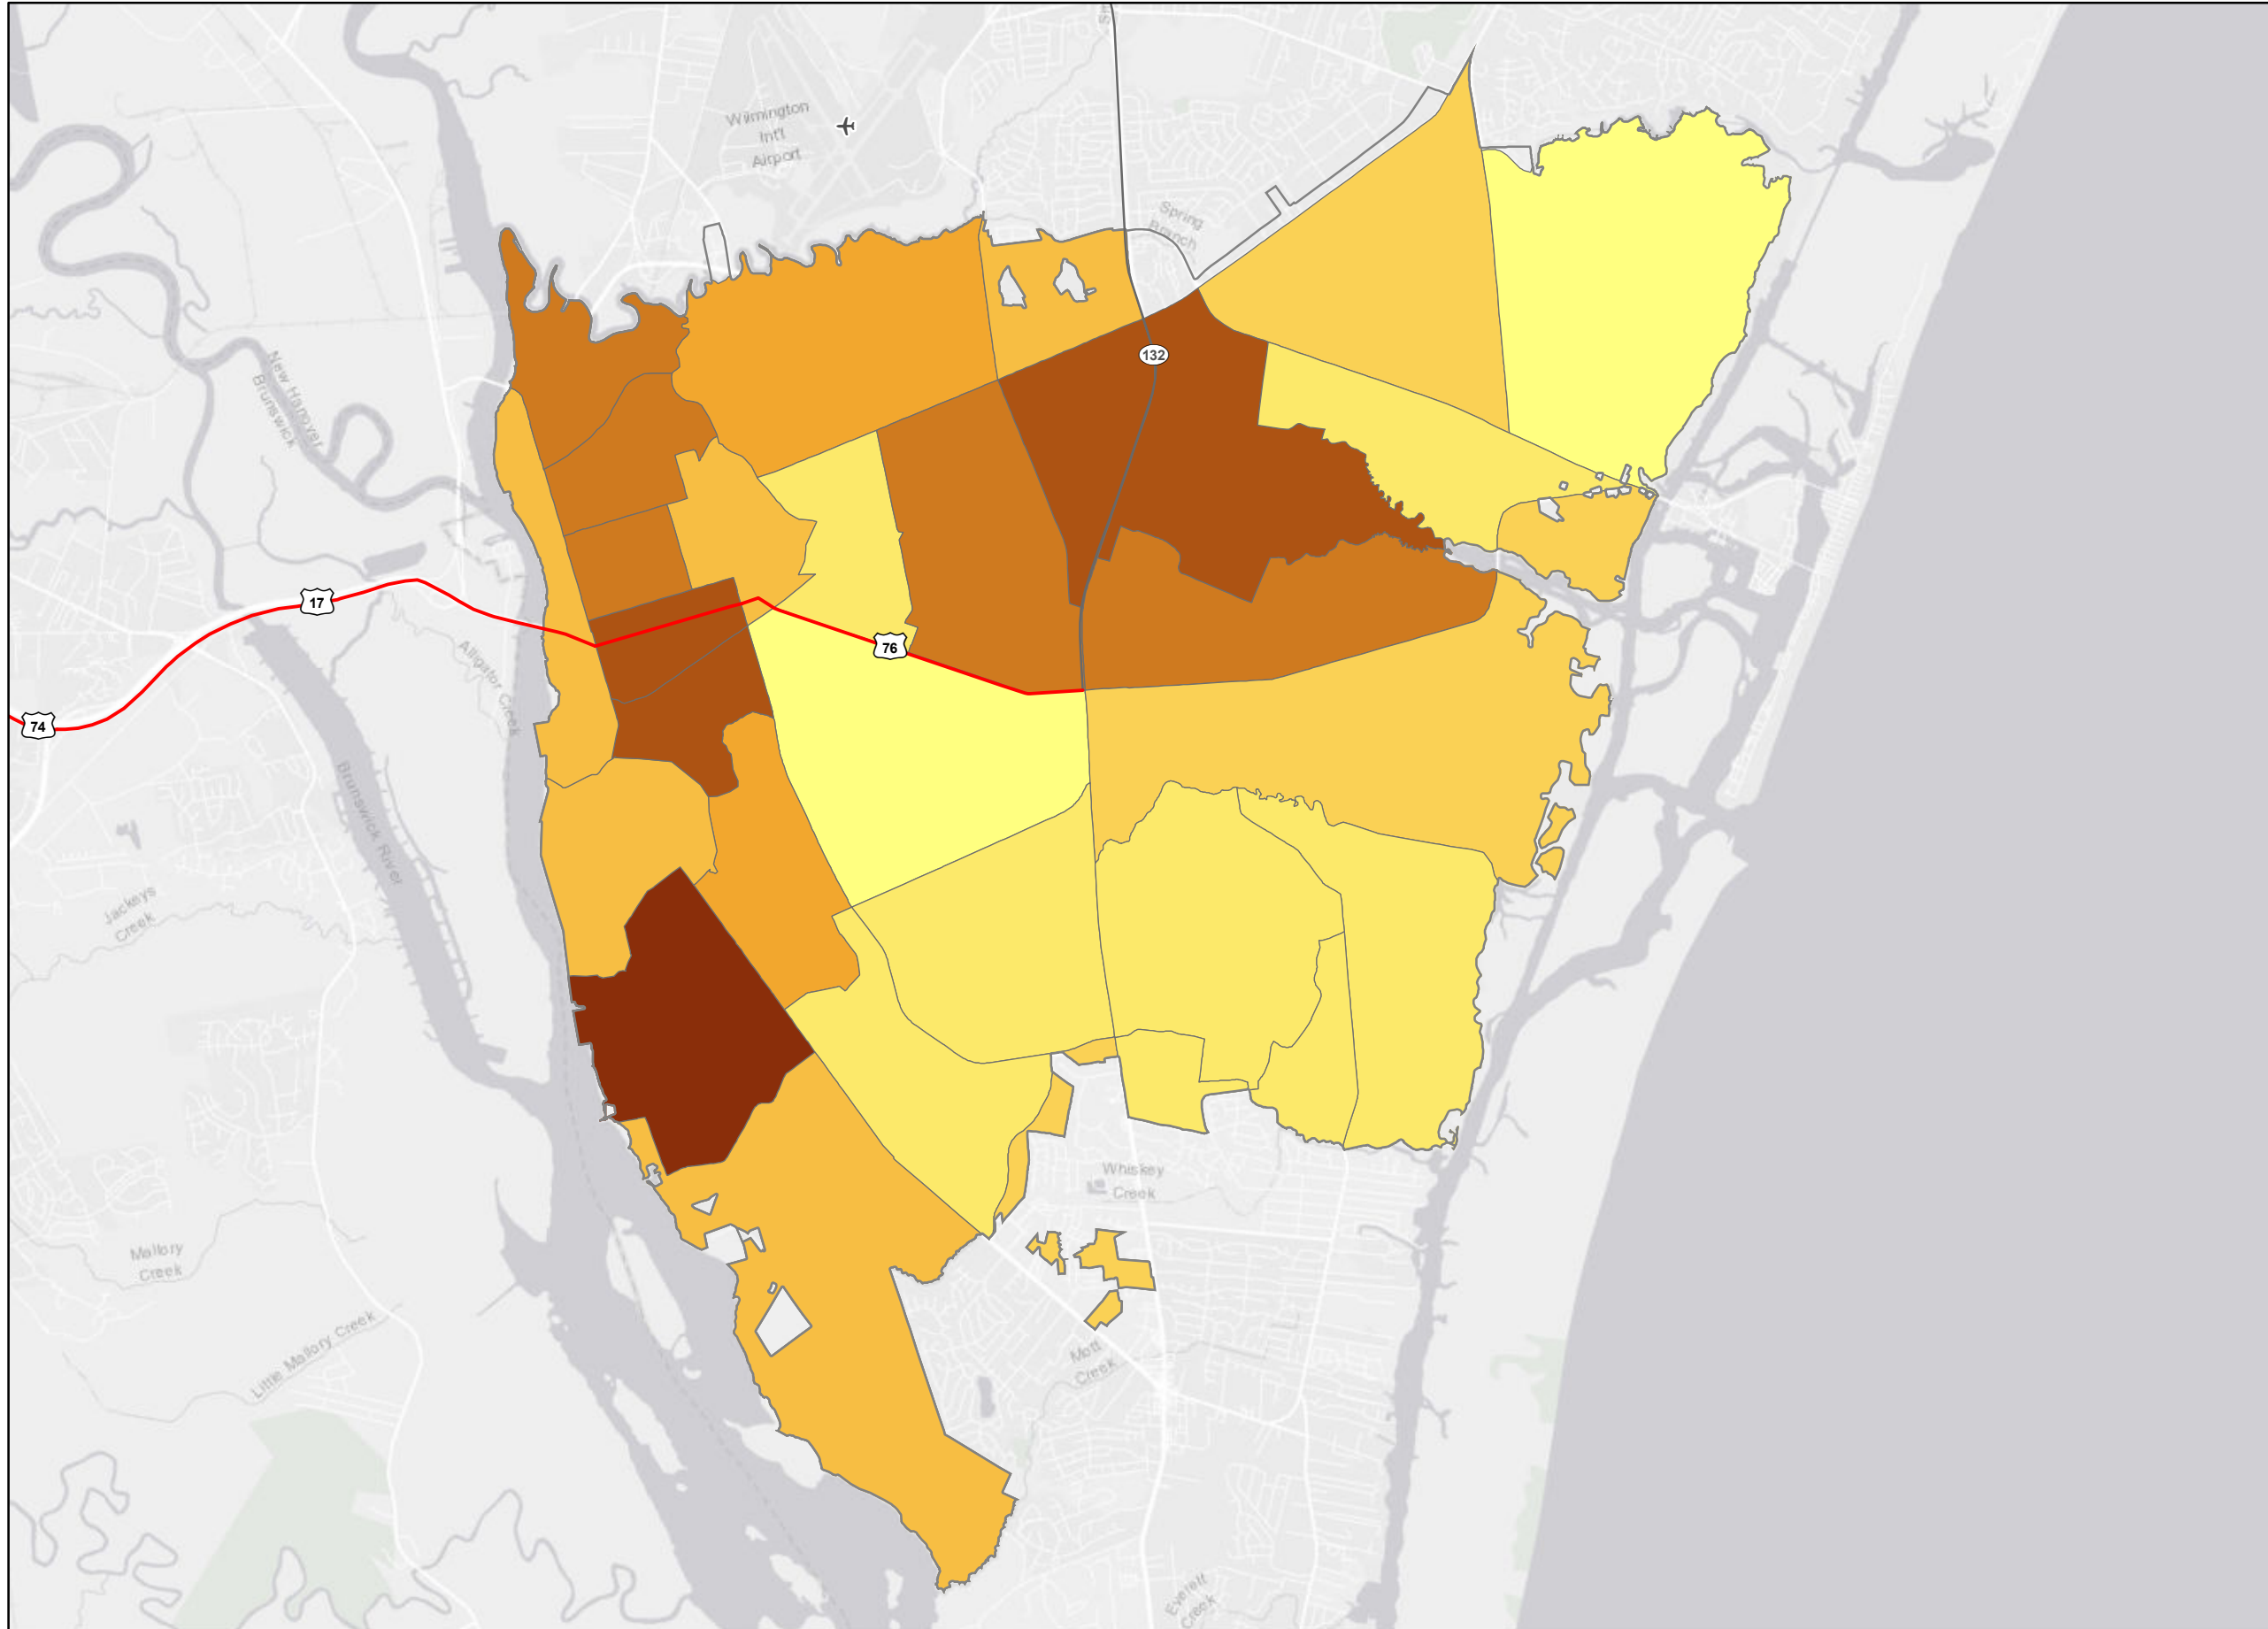 Wilmington
Int'l
Airport
Spring
Branch
132
New Hanover
Brunswick
17
76
74
Alligator Creek
Brunswick River
Jackeys
Creek
Whiskey
Creek
Mallory
Creek
Little Mallory Creek
Mott
Creek
Everett
Creek